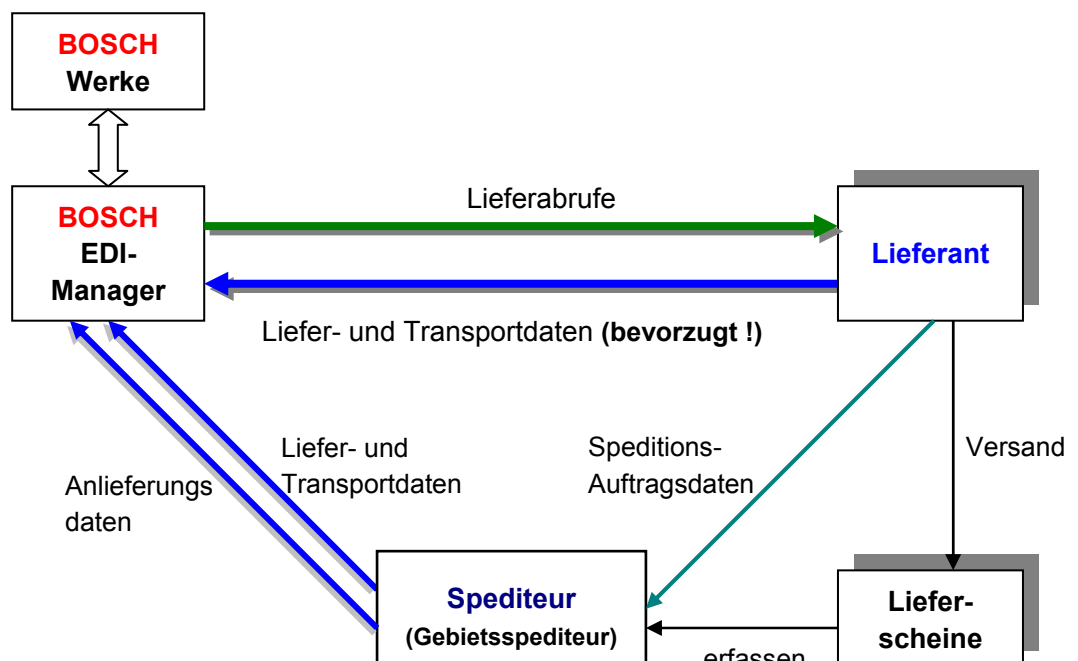 BOSCH
Werke
BOSCH
EDI-
Manager
Lieferabrufe
Lieferant
Liefer- und Transportdaten (bevorzugt !)
Liefer- und
Transportdaten
Anlieferungs
daten
Speditions-
Auftragsdaten
Versand
Spediteur
(Gebietsspediteur)
erfassen
Liefer-
scheine